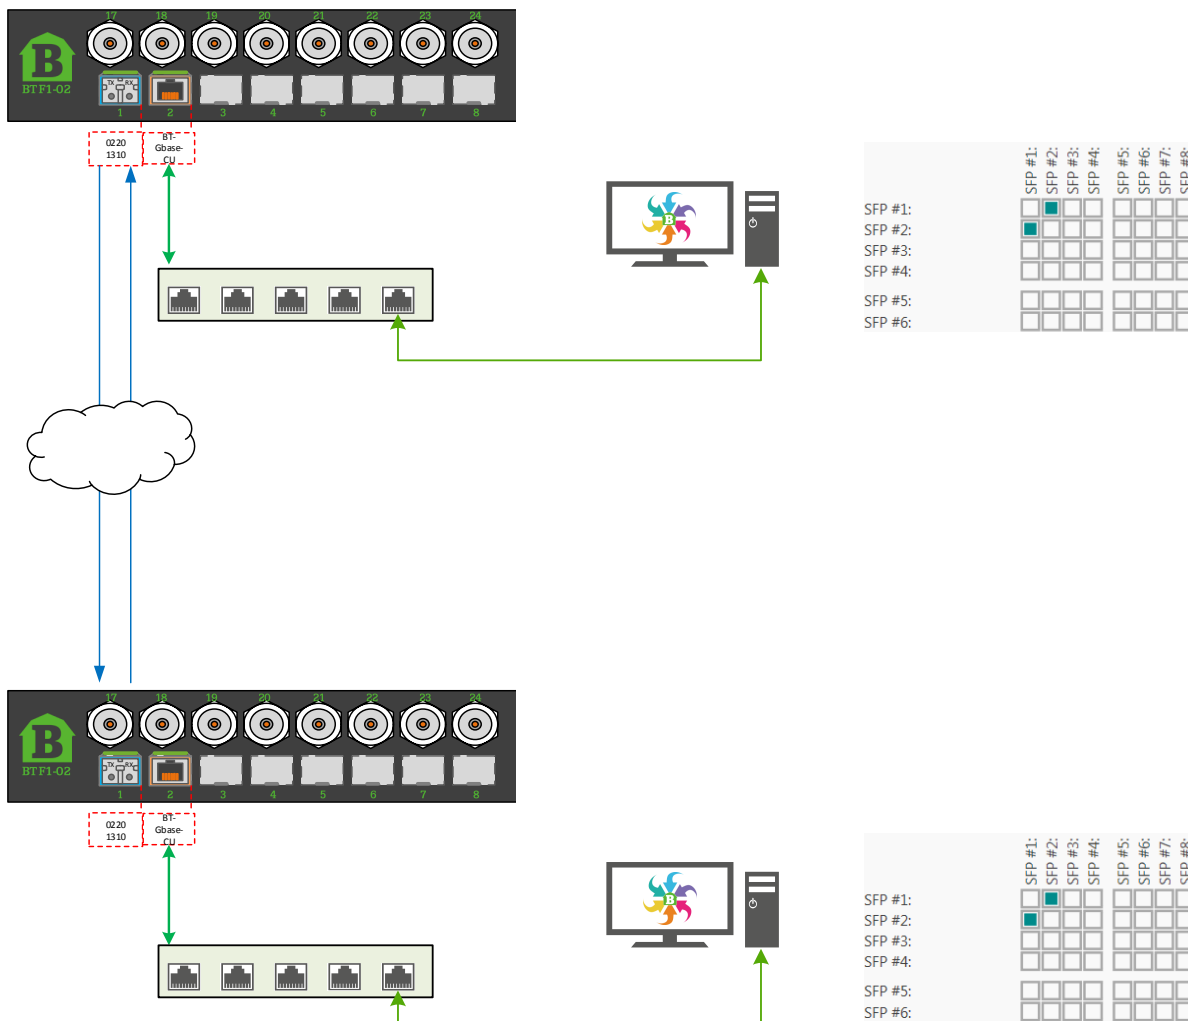 17 18 19 20 21 22 23 24
B
BTF1-02
TX RX
1 2 3 4 5 6 7 8
0220
1310
BT-
Gbase-
CU
B
SFP #1: SFP #2: SFP #3: SFP #4: SFP #5: SFP #6: SFP #7: SFP #8:
SFP #1:
SFP #2:
SFP #3:
SFP #4:
SFP #5:
SFP #6:
17 18 19 20 21 22 23 24
B
BTF1-02
TX RX
1 2 3 4 5 6 7 8
0220
1310
BT-
Gbase-
CU
B
SFP #1: SFP #2: SFP #3: SFP #4: SFP #5: SFP #6: SFP #7: SFP #8:
SFP #1:
SFP #2:
SFP #3:
SFP #4:
SFP #5:
SFP #6: